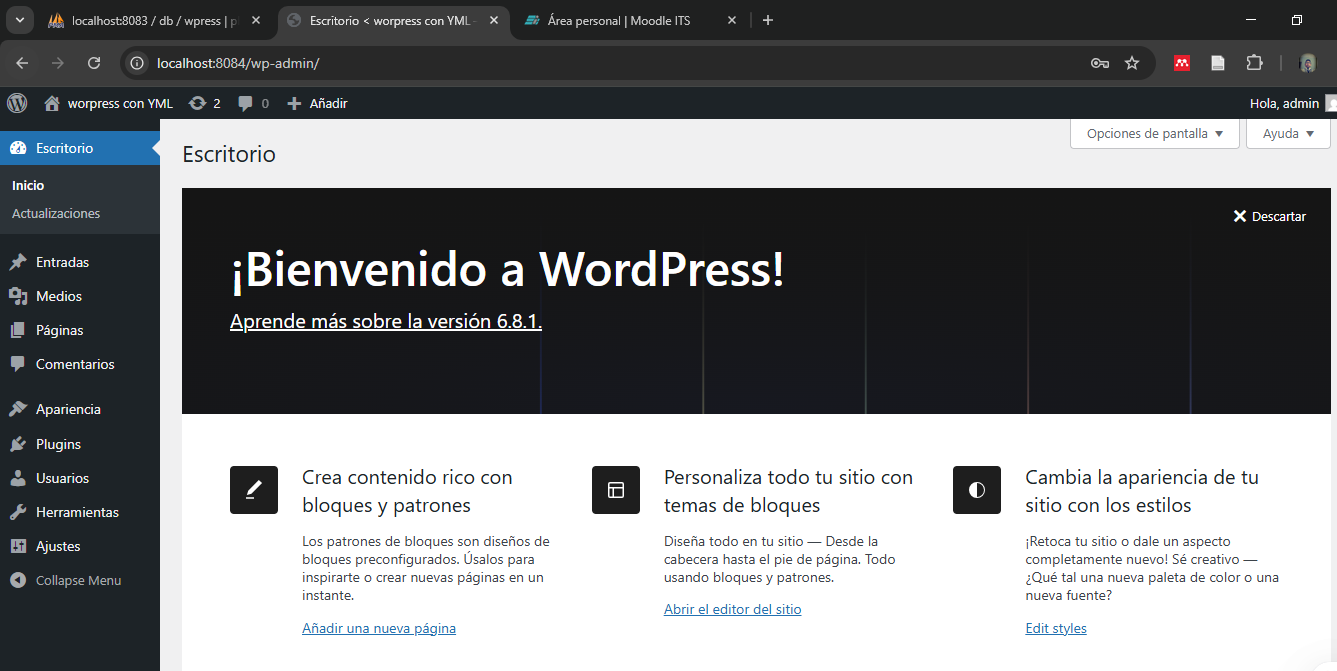 localhost:8083 / db / wpress | p
Escritorio < worpress con YML -
Área personal | Moodle ITS
localhost:8084/wp-admin/
worpress con YML
2
0
Añadir
Hola, admin
Escritorio
Inicio
Actualizaciones
Entradas
Medios
Páginas
Comentarios
Apariencia
Plugins
Usuarios
Herramientas
Ajustes
Collapse Menu
Opciones de pantalla
Ayuda
Escritorio
Descartar
¡Bienvenido a WordPress!
Aprende más sobre la versión 6.8.1.
Crea contenido rico con
bloques y patrones
Los patrones de bloques son diseños de
bloques preconfigurados. Úsalos para
inspirarte o crear nuevas páginas en un
instante.
Añadir una nueva página
Personaliza todo tu sitio con
temas de bloques
Diseña todo en tu sitio — Desde la
cabecera hasta el pie de página. Todo
usando bloques y patrones.
Abrir el editor del sitio
Cambia la apariencia de tu
sitio con los estilos
¡Retoca tu sitio o dale un aspecto
completamente nuevo! Sé creativo —
¿Qué tal una nueva paleta de color o una
nueva fuente?
Edit styles